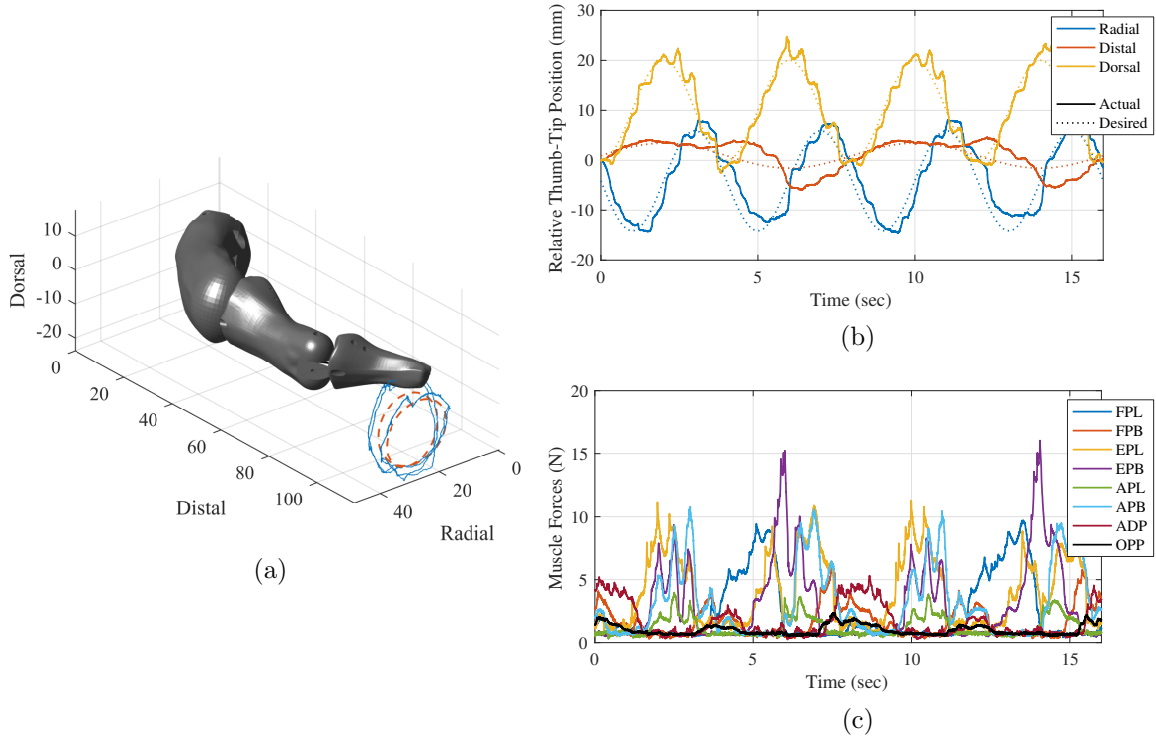 10
0
-10
-20
Dorsal
0
20
40
60
80
100
Distal
40
20
0
Radial
(a)
Relative Thumb-Tip Position (mm)
30
20
10
0
-10
-20
0
5
10
15
Time (sec)
Radial
Distal
Dorsal
Actual
Desired
(b)
Muscle Forces (N)
20
15
10
5
0
0
5
10
15
Time (sec)
FPL
FPB
EPL
EPB
APL
APB
ADP
OPP
(c)